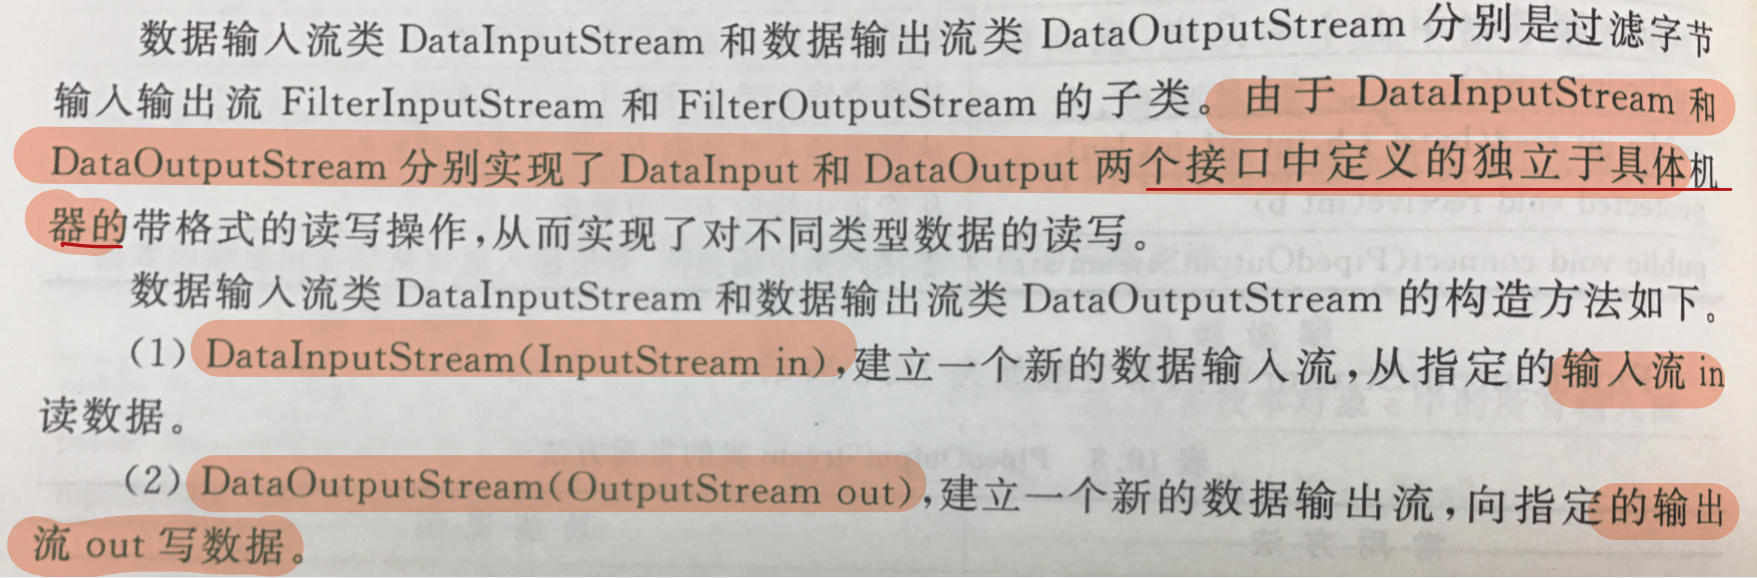 数据输入流类 DataInputStream 和数据输出流类 DataOutputStream 分别是过滤字节
输入输出流 FilterInputStream 和 FilterOutputStream 的子类。由于 DataInputStream 和
DataOutputStream 分别实现了 DataInput 和 DataOutput 两个接口中定义的独立于具体机
器的带格式的读写操作,从而实现了对不同类型数据的读写。
数据输入流类 DataInputStream 和数据输出流类 DataOutputStream 的构造方法如下。
(1) DataInputStream(InputStream in),建立一个新的数据输入流,从指定的输入流 in
读数据。
(2) DataOutputStream(OutputStream out),建立一个新的数据输出流,向指定的输出
流 out 写数据。